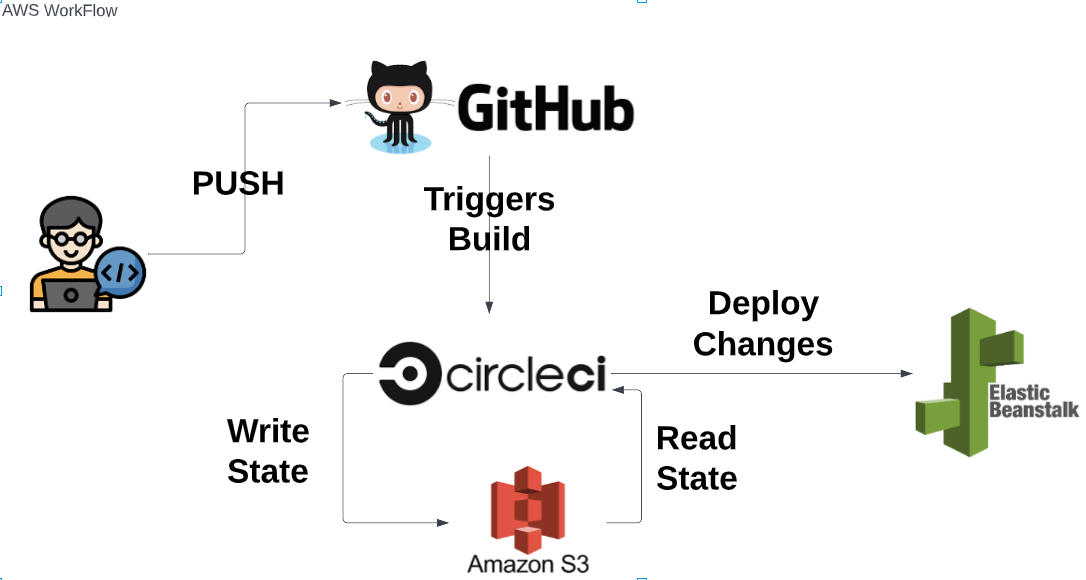 AWS WorkFlow
GitHub
PUSH
Triggers
Build
Deploy
Changes
circleci
Elastic
Beanstalk
Write
State
Read
State
Amazon S3